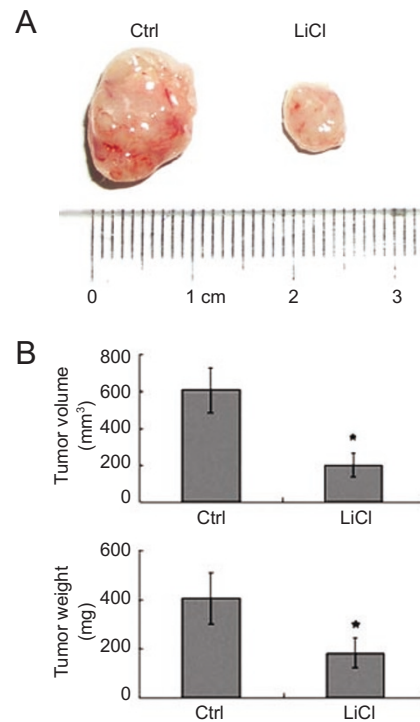 A
Ctrl LiCl
0 1 cm 2 3
B
Tumor volume
(mm³)
800
600
400
200
0
*
Ctrl LiCl
Tumor weight
(mg)
600
400
200
0
*
Ctrl LiCl